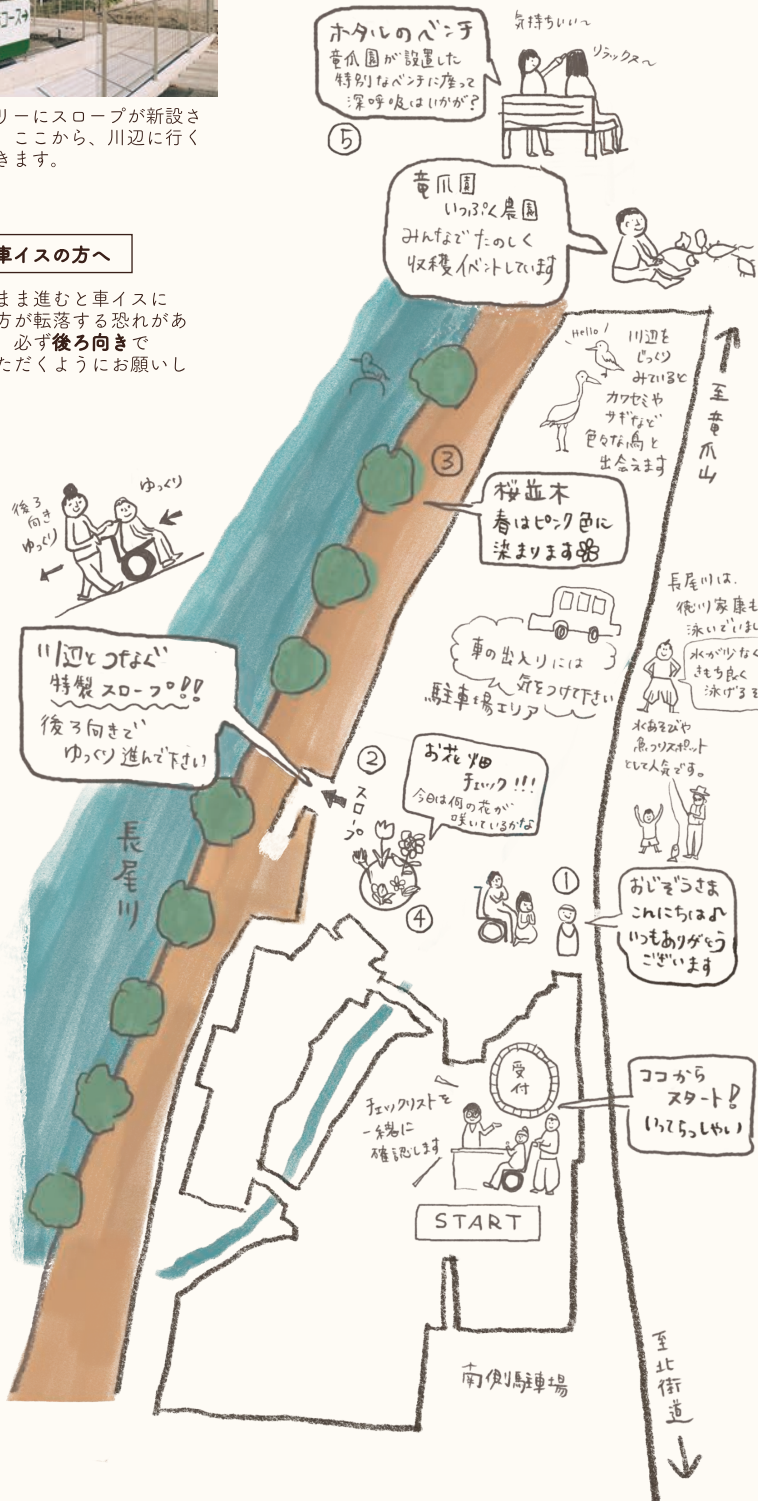 コース→
リーにスロープが新設さ
ここから、川辺に行く
きます。
車イスの方へ
まま進むと車イスに
方が転落する恐れがあ
必ず後ろ向きで
ただくようにお願いし
ホタルのベンチ
竜爪園が設置した
特別なベンチに座って
深呼吸はいかが?
⑤
気持ちいい〜
リラックス〜
竜爪園
いっぷく農園
みんなでたのしく
収穫イベントしています
Hello!
川辺を
じっくり
みていると
カワセミや
サギなど
色々な鳥と
出会えます
至竜爪山
③
桜並木
春はピンク色に
染まります
後ろ
向き
ゆっくり
ゆっくり
川辺とつなぐ
特製スロープ!!
後ろ向きで
ゆっくり進んで下さい
車の出入りには
気をつけて下さい
駐車場エリア
長尾川は、
徳川家康も
泳いでいまし
水が少なく
きもち良く
泳げるぞ
水あそびや
魚つりスポット
として人気です。
②
スロープ
お花畑
チェック!!!
今日は何の花が
咲いているかな
④
長尾川
①
おじぞうさま
こんにちは♫
いつもありがとう
ございます
受付
チェックリストを
一緒に
確認します
ココから
スタート!
いってらっしゃい
START
南側駐車場
至北街道